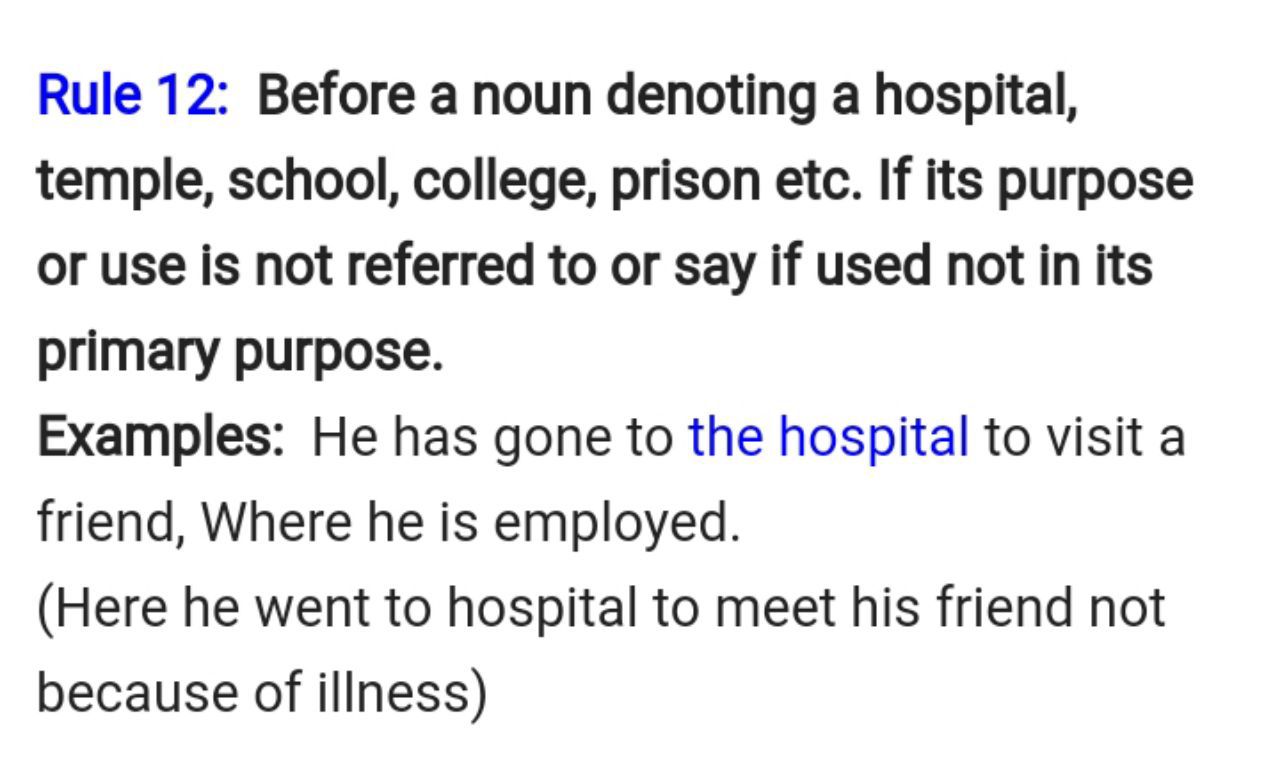 Rule 12: Before a noun denoting a hospital,
temple, school, college, prison etc. If its purpose
or use is not referred to or say if used not in its
primary purpose.
Examples: He has gone to the hospital to visit a
friend, Where he is employed.
(Here he went to hospital to meet his friend not
because of illness)